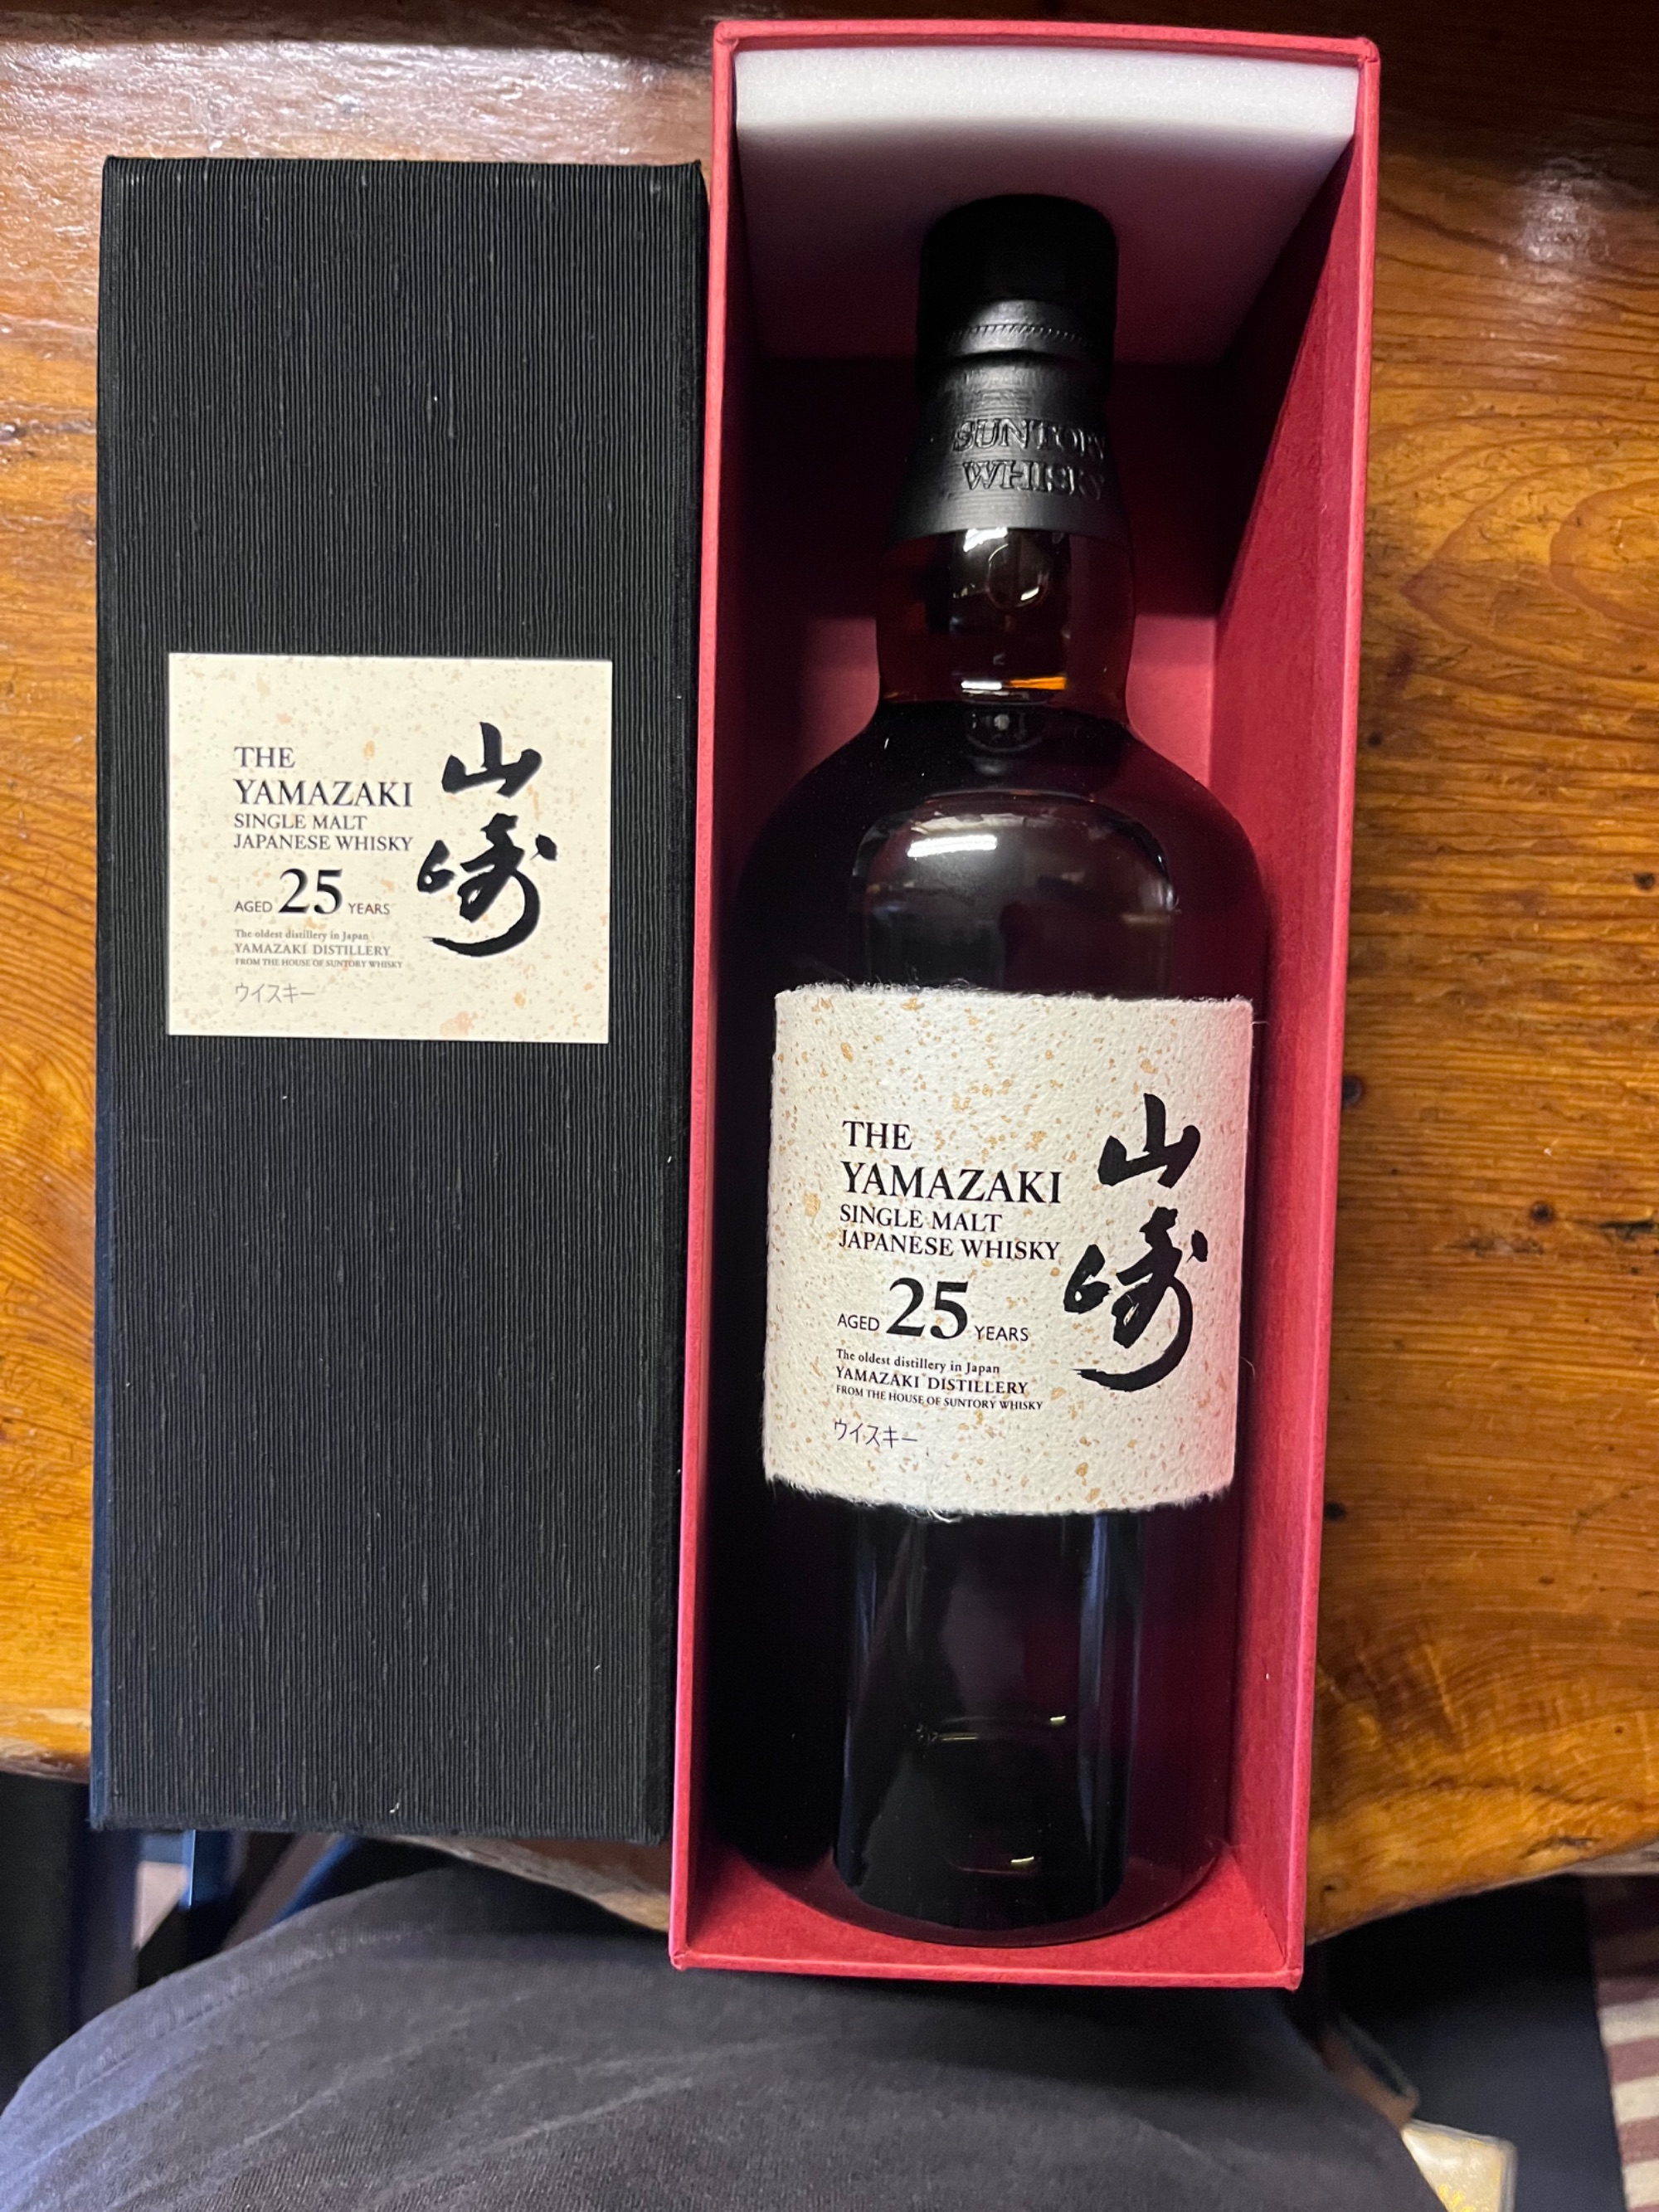 THE
YAMAZAKI
SINGLE MALT
JAPANESE WHISKY
AGED 25 YEARS
The oldest distillery in Japan
YAMAZAKI DISTILLERY
FROM THE HOUSE OF SUNTORY WHISKY
ウイスキー
山崎
SUNTORY
WHISKY
THE
YAMAZAKI
SINGLE MALT
JAPANESE WHISKY
AGED 25 YEARS
The oldest distillery in Japan
YAMAZAKI DISTILLERY
FROM THE HOUSE OF SUNTORY WHISKY
ウイスキー
山崎